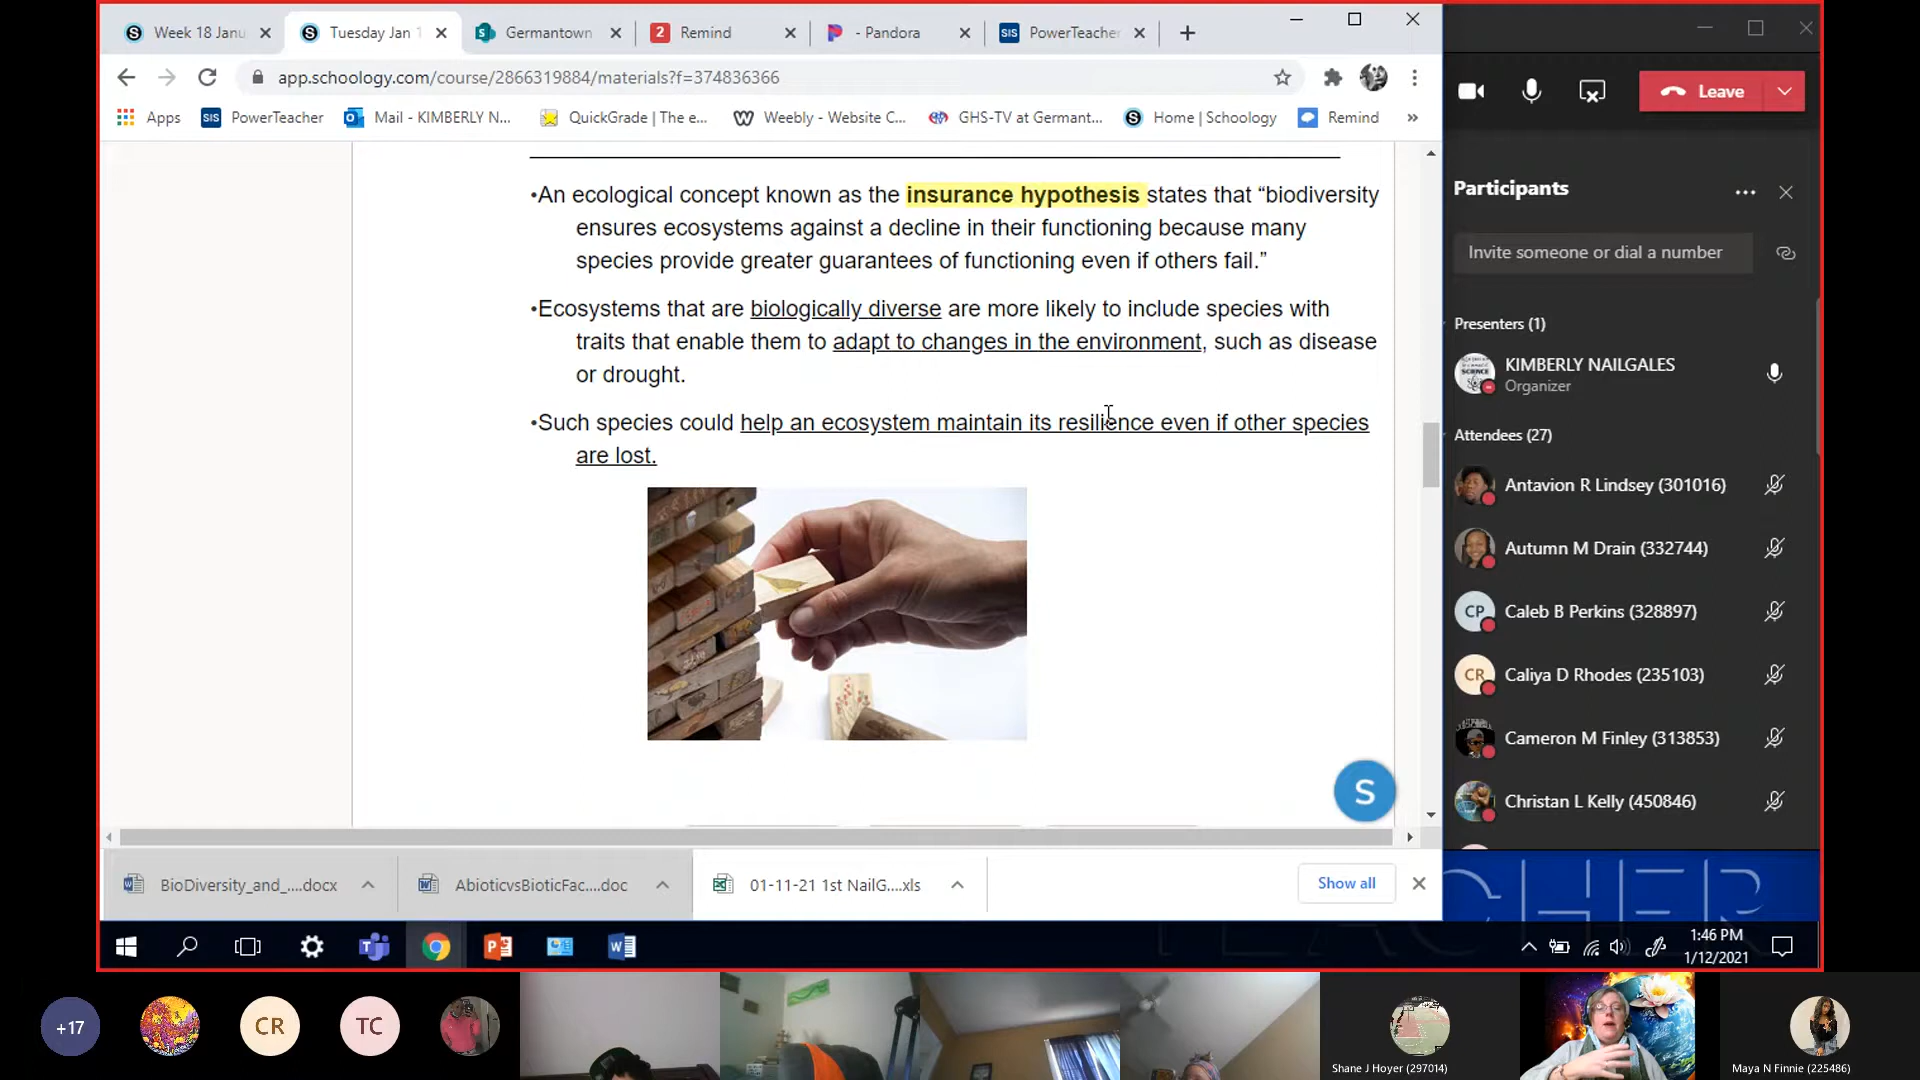 Week 18 Janu
Tuesday Jan 1
Germantown
2 Remind
- Pandora
SIS PowerTeacher
app.schoology.com/course/2866319884/materials?f=374836366
Leave
Apps
SIS PowerTeacher
Mail - KIMBERLY N...
QuickGrade | The e...
Weebly - Website C...
GHS-TV at Germant...
Home | Schoology
Remind
•An ecological concept known as the insurance hypothesis states that “biodiversity
ensures ecosystems against a decline in their functioning because many
species provide greater guarantees of functioning even if others fail.”
•Ecosystems that are biologically diverse are more likely to include species with
traits that enable them to adapt to changes in the environment, such as disease
or drought.
•Such species could help an ecosystem maintain its resilience even if other species
are lost.
S
BioDiversity_and_....docx
AbioticvsBioticFac....doc
01-11-21 1st NailG....xls
Show all
Participants
Invite someone or dial a number
Presenters (1)
KIMBERLY NAILGALES
Organizer
Attendees (27)
Antavion R Lindsey (301016)
Autumn M Drain (332744)
CP Caleb B Perkins (328897)
CR Caliya D Rhodes (235103)
Cameron M Finley (313853)
Christan L Kelly (450846)
1:46 PM
1/12/2021
+17
CR
TC
Shane J Hoyer (297014)
Maya N Finnie (225486)